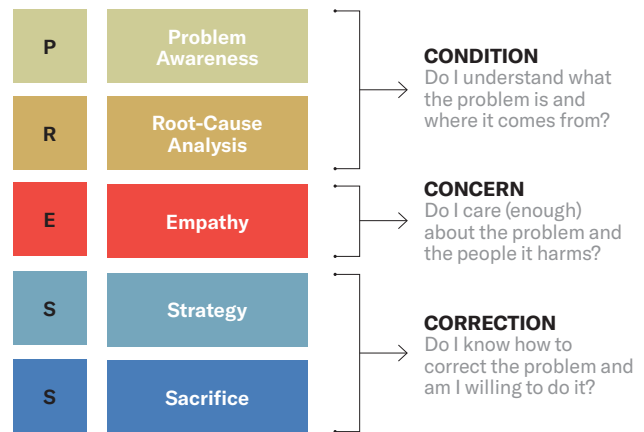 P
Problem
Awareness
R
Root-Cause
Analysis
CONDITION
Do I understand what
the problem is and
where it comes from?
E
Empathy
CONCERN
Do I care (enough)
about the problem and
the people it harms?
S
Strategy
S
Sacrifice
CORRECTION
Do I know how to
correct the problem and
am I willing to do it?